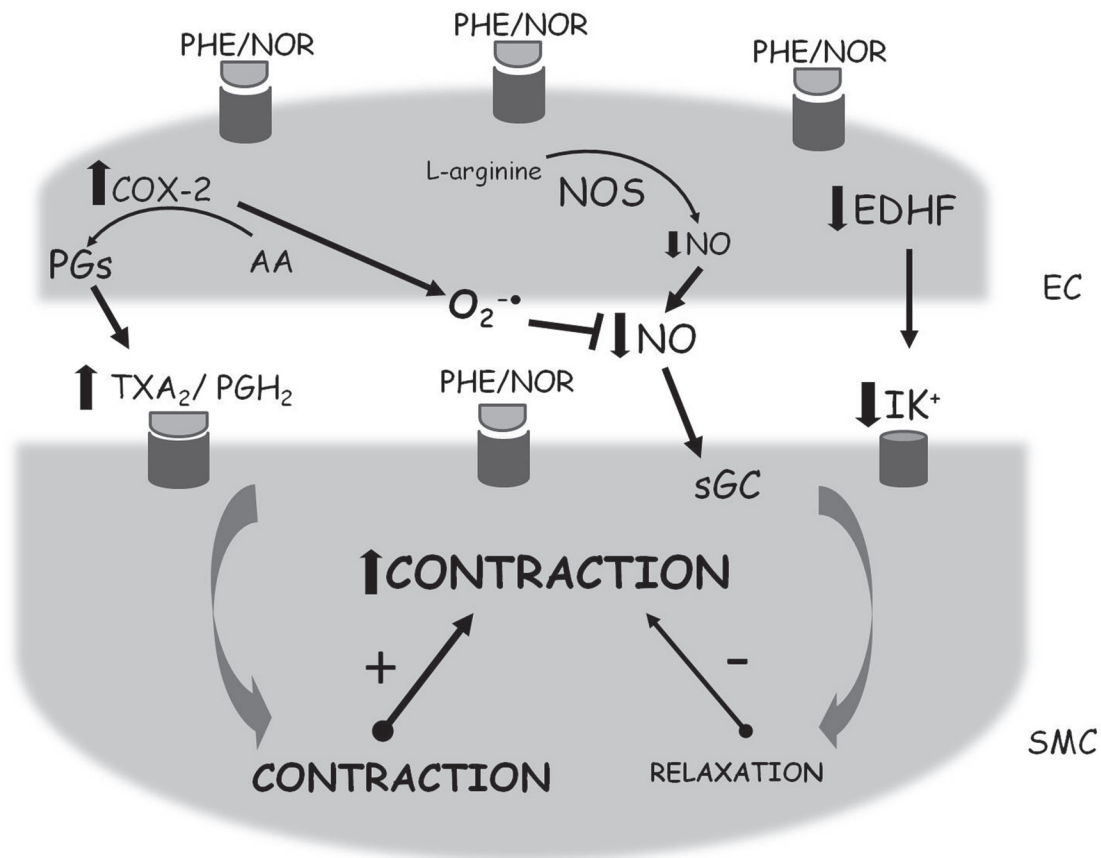 PHE/NOR
PHE/NOR
PHE/NOR
COX-2
L-arginine
NOS
EDHF
PGs
AA
NO
EC
O₂⁻•
NO
TXA₂/ PGH₂
PHE/NOR
IK⁺
sGC
CONTRACTION
+
-
CONTRACTION
RELAXATION
SMC